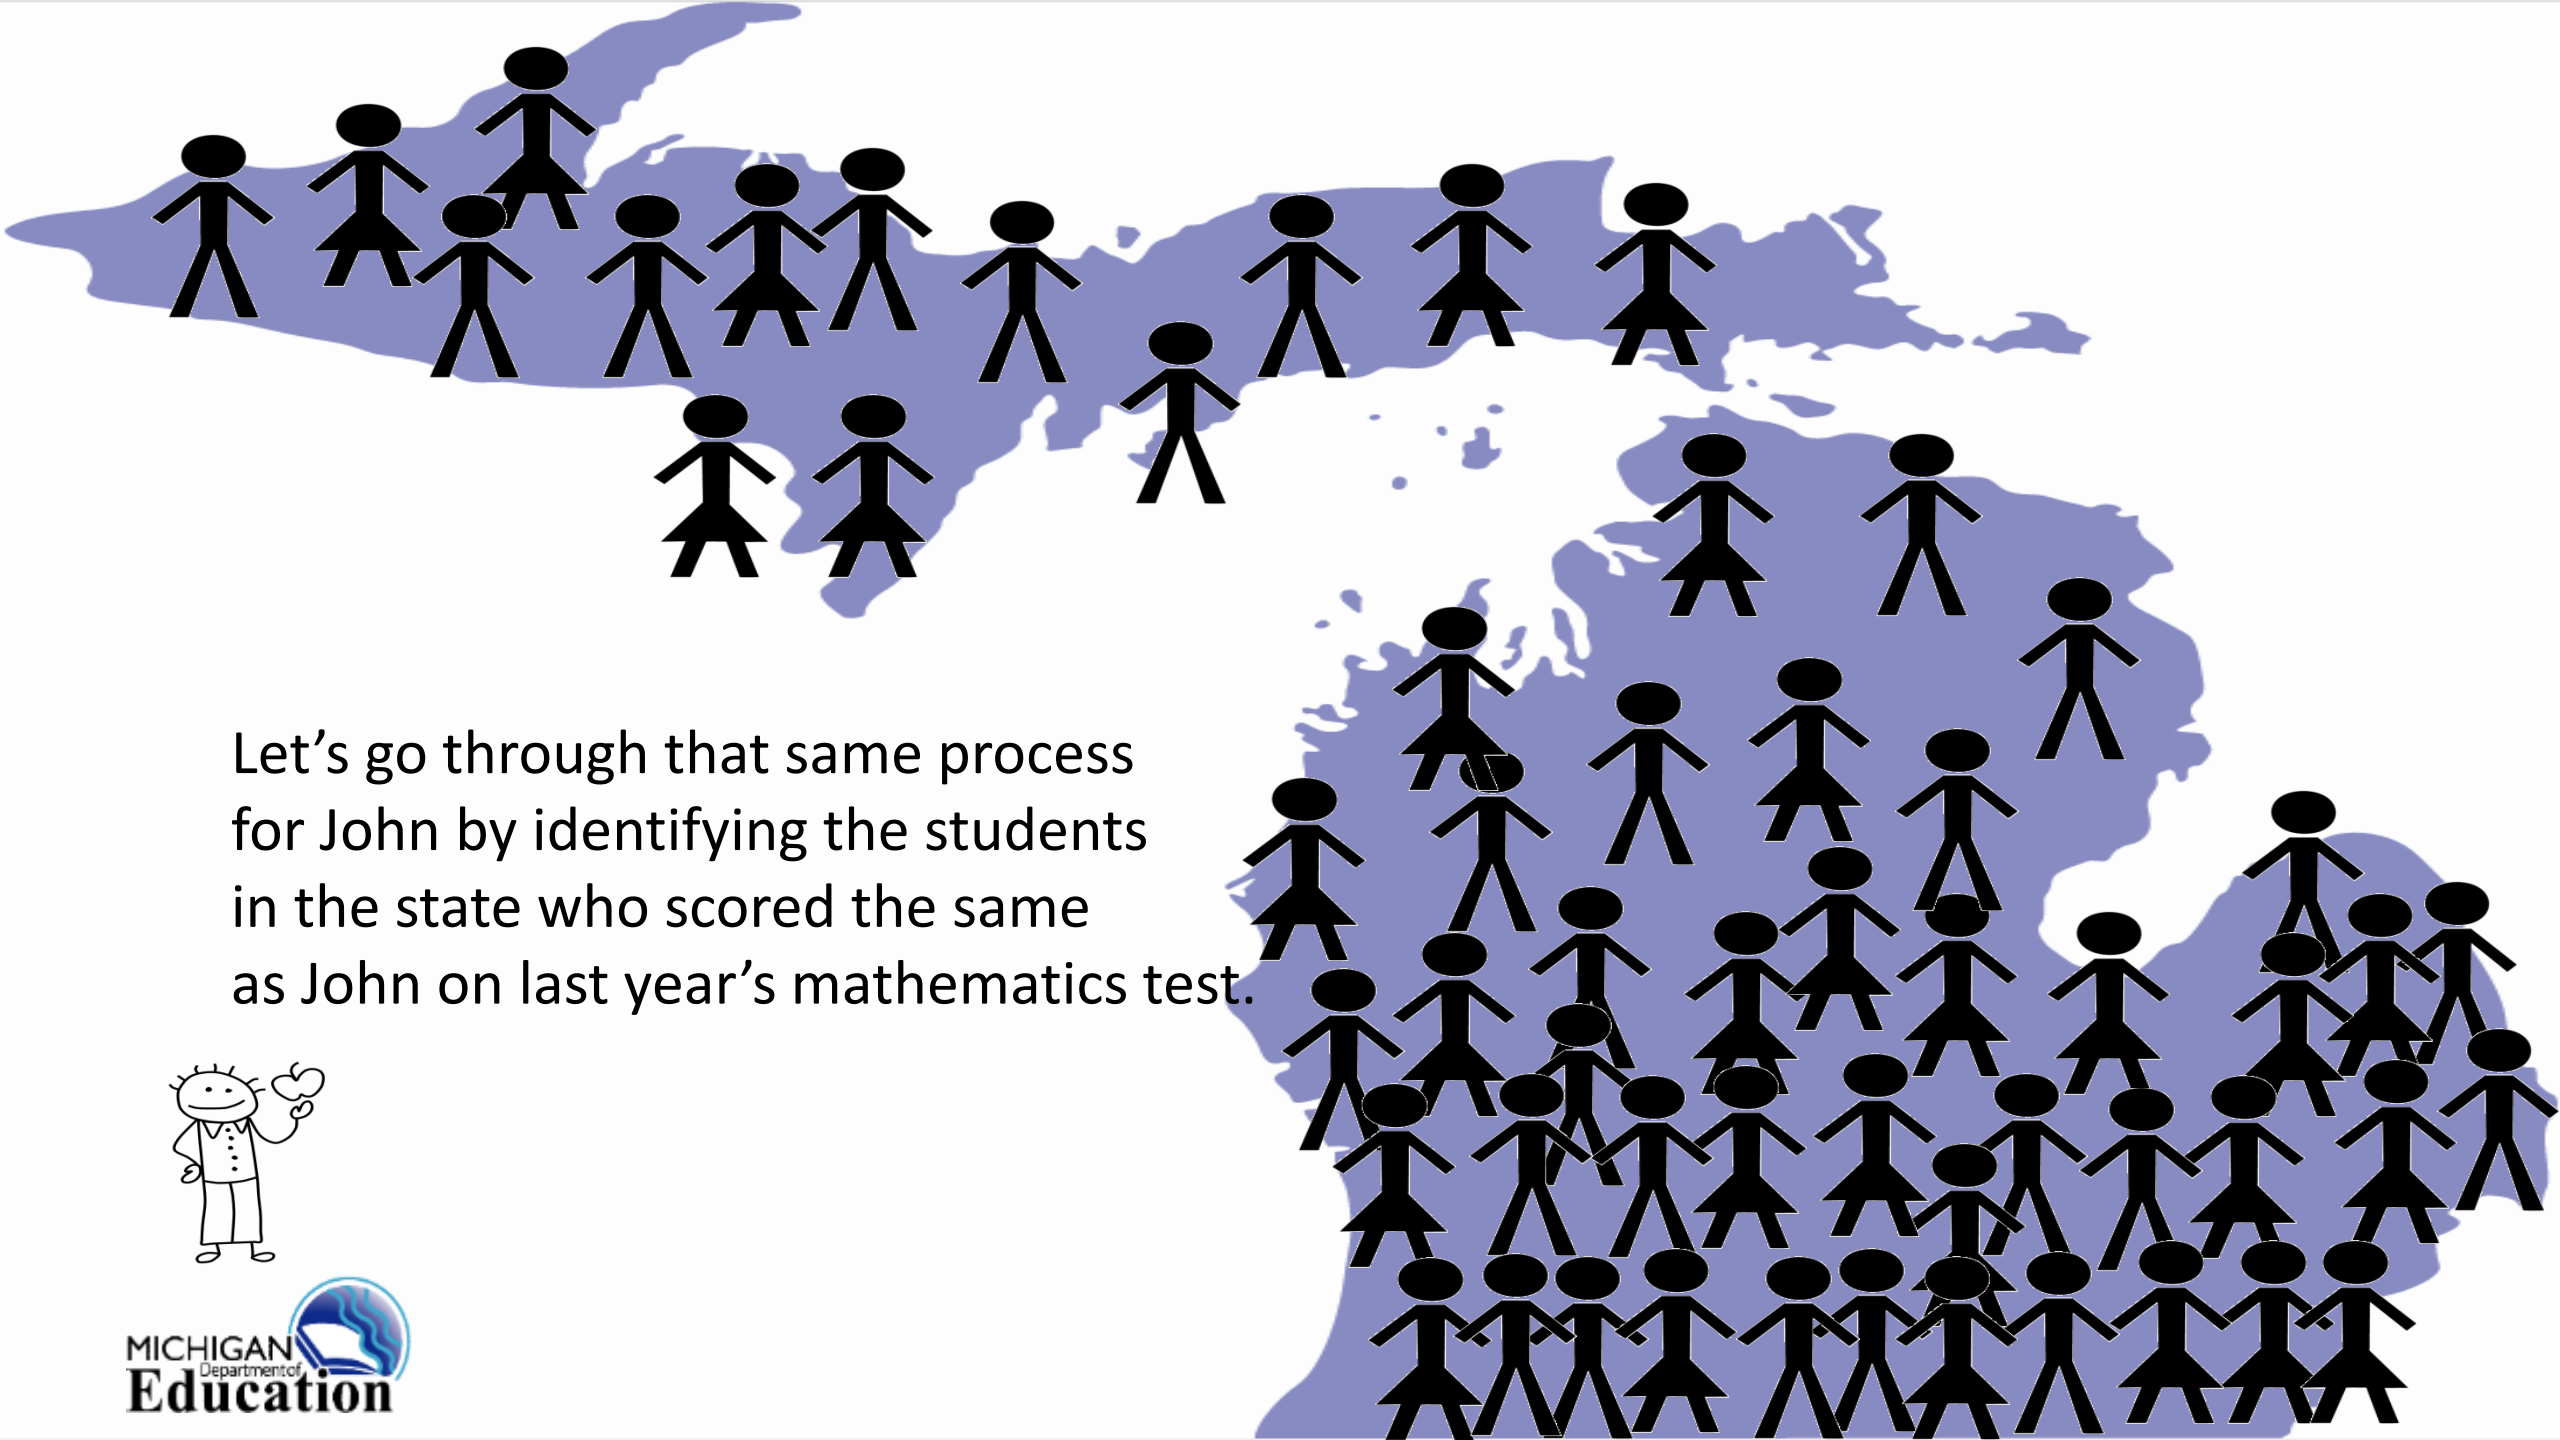 Let’s go through that same process
for John by identifying the students
in the state who scored the same
as John on last year’s mathematics test.
MICHIGAN
Department of
Education